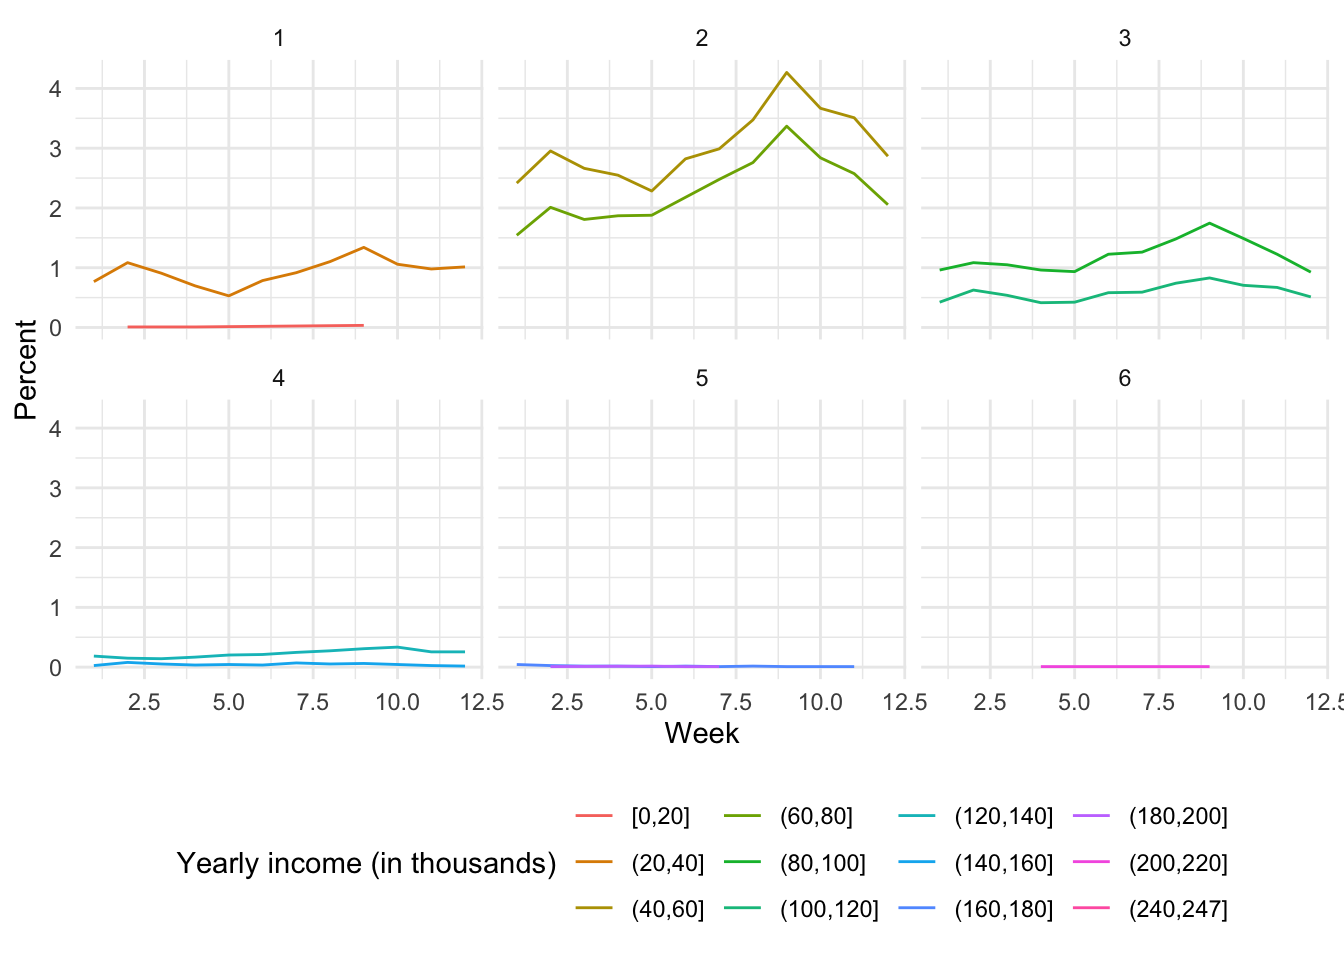 1 2 3
4
3
2
1
0
Percent
4 5 6
4
3
2
1
0
2.5 5.0 7.5 10.0 12.5 2.5 5.0 7.5 10.0 12.5 2.5 5.0 7.5 10.0 12.5
Week
Yearly income (in thousands)
[0,20] (60,80] (120,140] (180,200]
(20,40] (80,100] (140,160] (200,220]
(40,60] (100,120] (160,180] (240,247]